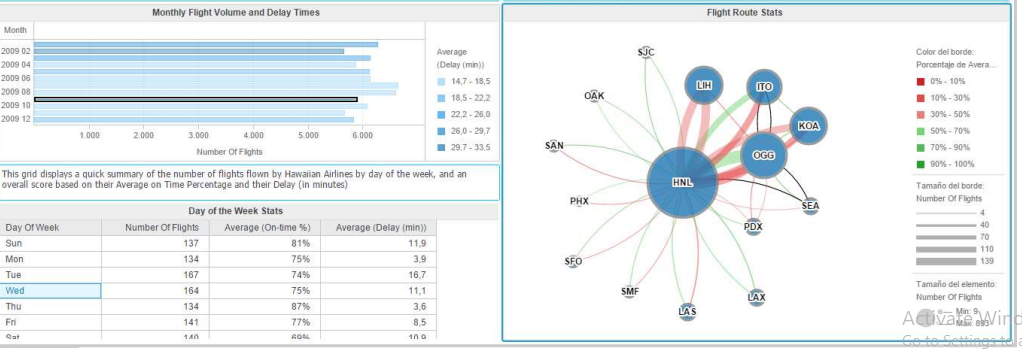 Monthly Flight Volume and Delay Times
Month
2009 02
2009 04
2009 06
2009 08
2009 10
2009 12
1.000 2.000 3.000 4.000 5.000 6.000
Number Of Flights
Average
(Delay (min))
14,7 - 18,5
18,5 - 22,2
22,2 - 26,0
26,0 - 29,7
29,7 - 33,5
This grid displays a quick summary of the number of flights flown by Hawaiian Airlines by day of the week, and an
overall score based on their Average on Time Percentage and their Delay (in minutes)
Day of the Week Stats
Day Of Week Number Of Flights Average (On-time %) Average (Delay (min))
Sun 137 81% 11,9
Mon 134 75% 3,9
Tue 167 74% 16,7
Wed 164 75% 11,1
Thu 134 87% 3,6
Fri 141 77% 8,5
Sat 140 69% 10,9
Flight Route Stats
SJC
LIH
ITO
OAK
KOA
SAN
OGG
HNL
PHX
SEA
PDX
SFO
SMF
LAX
LAS
Color del borde:
Porcentaje de Avera...
0% - 10%
10% - 30%
30% - 50%
50% - 70%
70% - 90%
90% - 100%
Tamaño del borde:
Number Of Flights
4
40
70
110
139
Tamaño del elemento:
Number Of Flights
Min: 9
Máx: 893
Activate Wind
Go to Settings to a